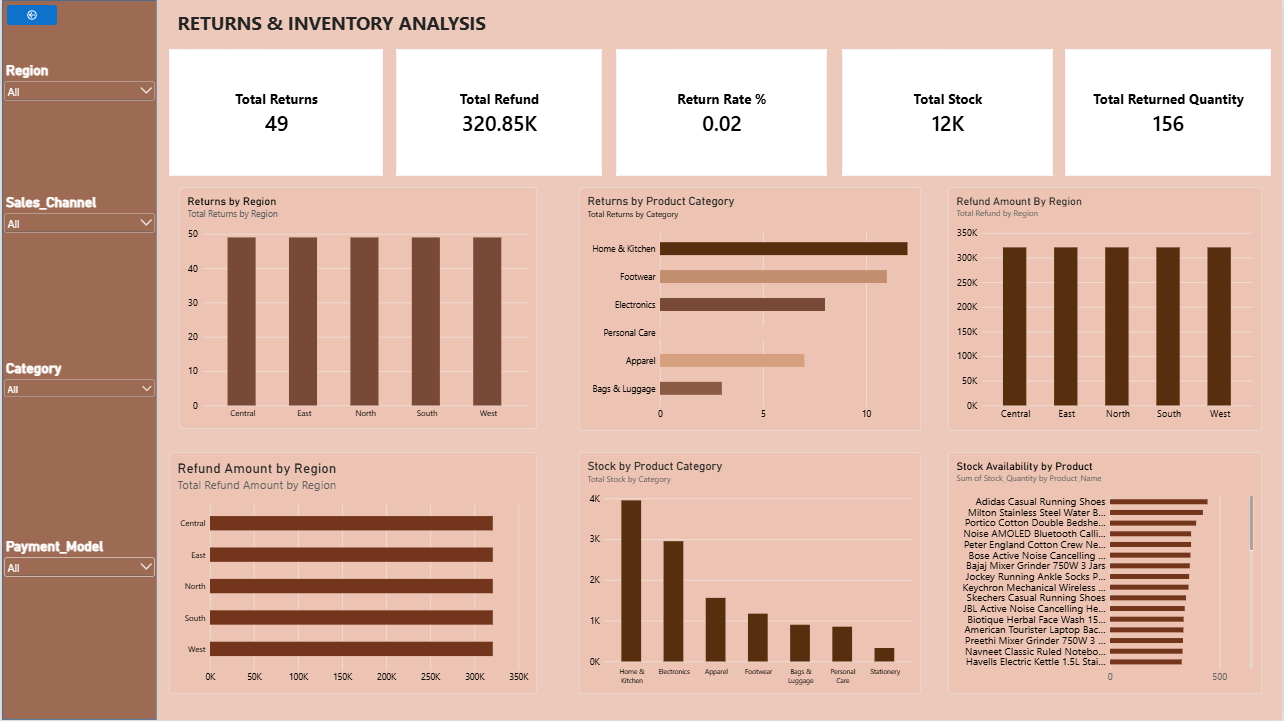 RETURNS & INVENTORY ANALYSIS
Region
All
Sales_Channel
All
Category
All
Payment_Model
All
Total Returns
49
Total Refund
320.85K
Return Rate %
0.02
Total Stock
12K
Total Returned Quantity
156
Returns by Region
Total Returns by Region
50
40
30
20
10
0
Central East North South West
Returns by Product Category
Total Returns by Category
Home & Kitchen
Footwear
Electronics
Personal Care
Apparel
Bags & Luggage
0 5 10
Refund Amount By Region
Total Refund by Region
350K
300K
250K
200K
150K
100K
50K
0K
Central East North South West
Refund Amount by Region
Total Refund Amount by Region
Central
East
North
South
West
0K 50K 100K 150K 200K 250K 300K 350K
Stock by Product Category
Total Stock by Category
4K
3K
2K
1K
0K
Home & Electronics Apparel Footwear Bags & Personal Stationery
Kitchen Luggage Care
Stock Availability by Product
Sum of Stock_Quantity by Product_Name
Adidas Casual Running Shoes
Milton Stainless Steel Water B...
Portico Cotton Double Bedshe...
Noise AMOLED Bluetooth Calli...
Peter England Cotton Crew Ne...
Bose Active Noise Cancelling ...
Bajaj Mixer Grinder 750W 3 Jars
Jockey Running Ankle Socks P...
Keychron Mechanical Wireless ...
Skechers Casual Running Shoes
JBL Active Noise Cancelling He...
Biotique Herbal Face Wash 15...
American Tourister Laptop Bac...
Preethi Mixer Grinder 750W 3 ...
Navneet Classic Ruled Notebo...
Havells Electric Kettle 1.5L Stai...
0 500